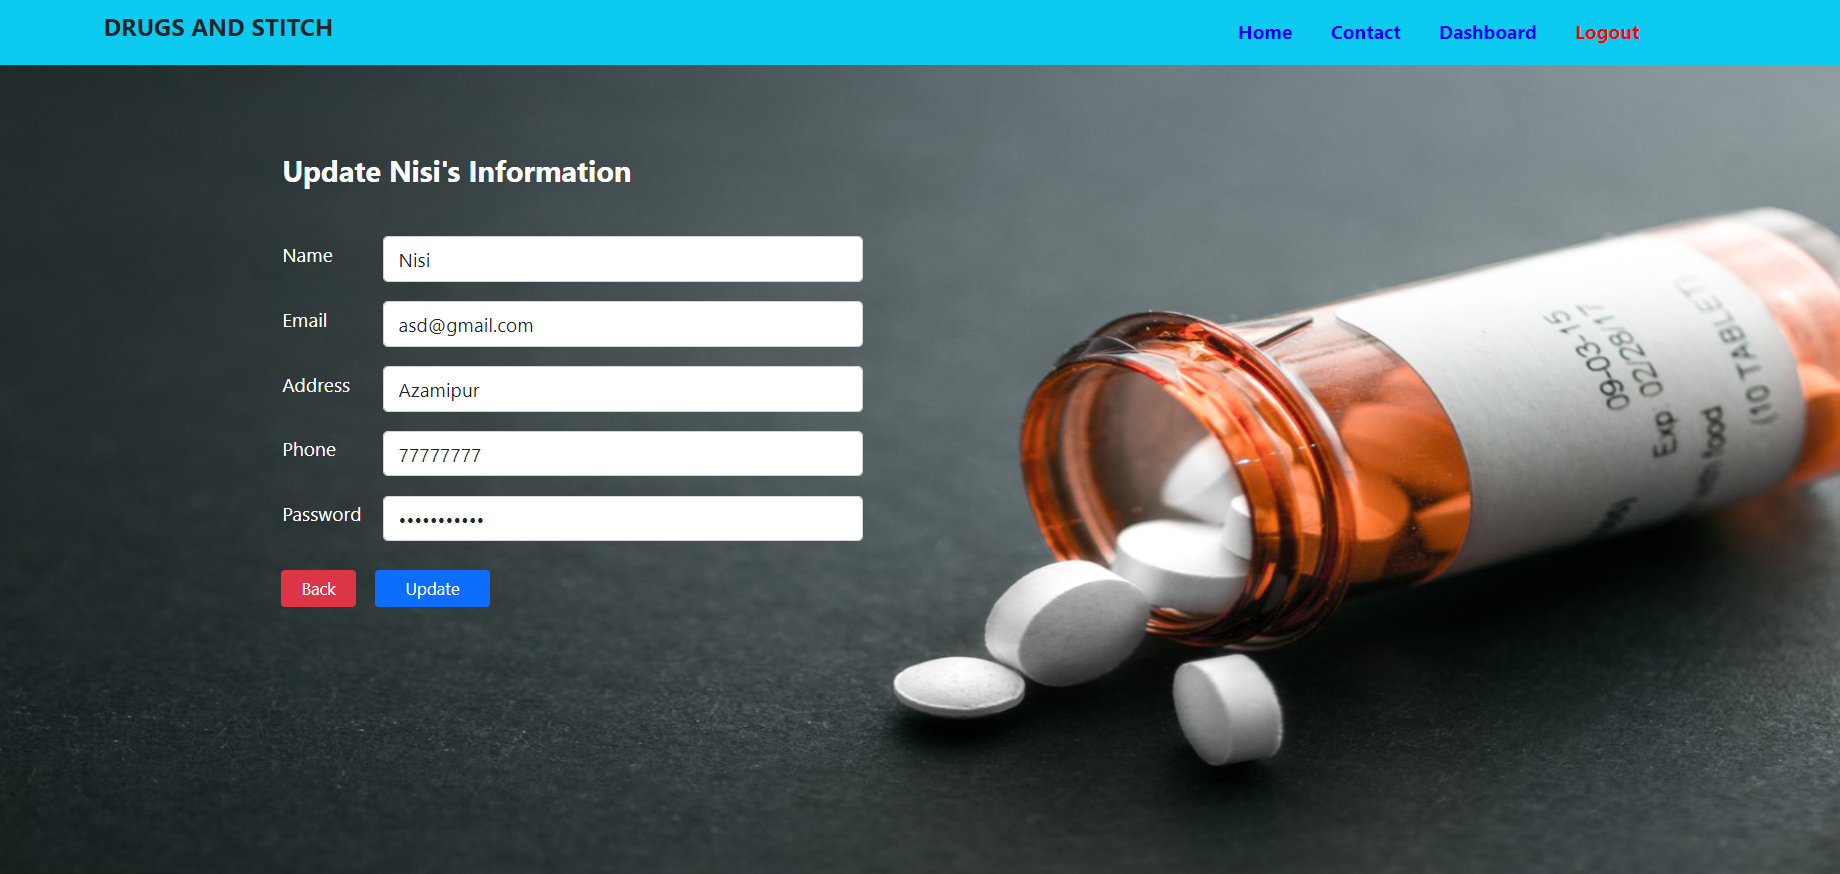 DRUGS AND STITCH
Home Contact Dashboard Logout
Update Nisi's Information
Name Nisi
Email asd@gmail.com
Address Azamipur
Phone 77777777
Password •••••••••••
Back Update
(10 TABLET)
09-03-15
Exp. 02/28/17
with food